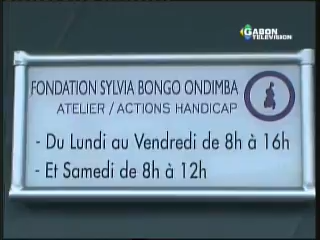 GABON
TELEVISION
FONDATION SYLVIA BONGO ONDIMBA
ATELIER / ACTIONS HANDICAP
- Du Lundi au Vendredi de 8h à 16h
- Et Samedi de 8h à 12h